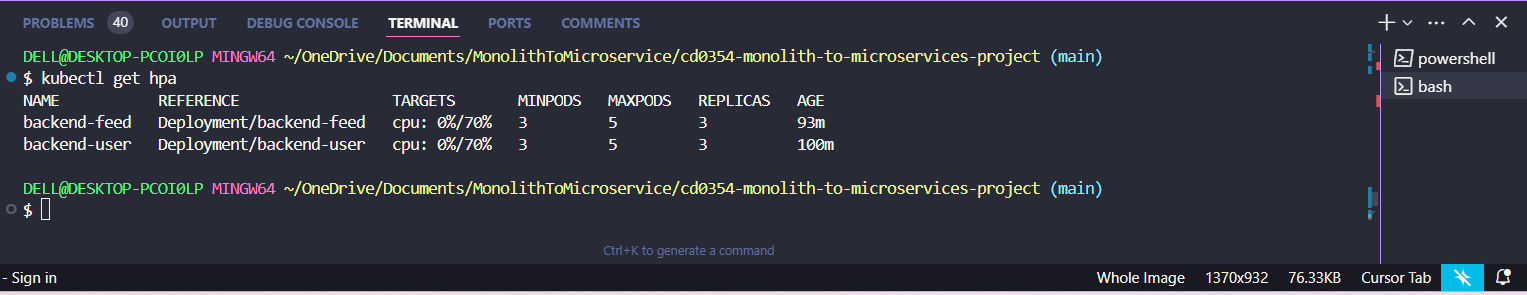 PROBLEMS 40 OUTPUT DEBUG CONSOLE TERMINAL PORTS COMMENTS
DELL@DESKTOP-PCOI0LP MINGW64 ~/OneDrive/Documents/MonolithToMicroservice/cd0354-monolith-to-microservices-project (main)
$ kubectl get hpa
NAME REFERENCE TARGETS MINPODS MAXPODS REPLICAS AGE
backend-feed Deployment/backend-feed cpu: 0%/70% 3 5 3 93m
backend-user Deployment/backend-user cpu: 0%/70% 3 5 3 100m
DELL@DESKTOP-PCOI0LP MINGW64 ~/OneDrive/Documents/MonolithToMicroservice/cd0354-monolith-to-microservices-project (main)
$
powershell
bash
Ctrl+K to generate a command
- Sign in Whole Image 1370x932 76.33KB Cursor Tab